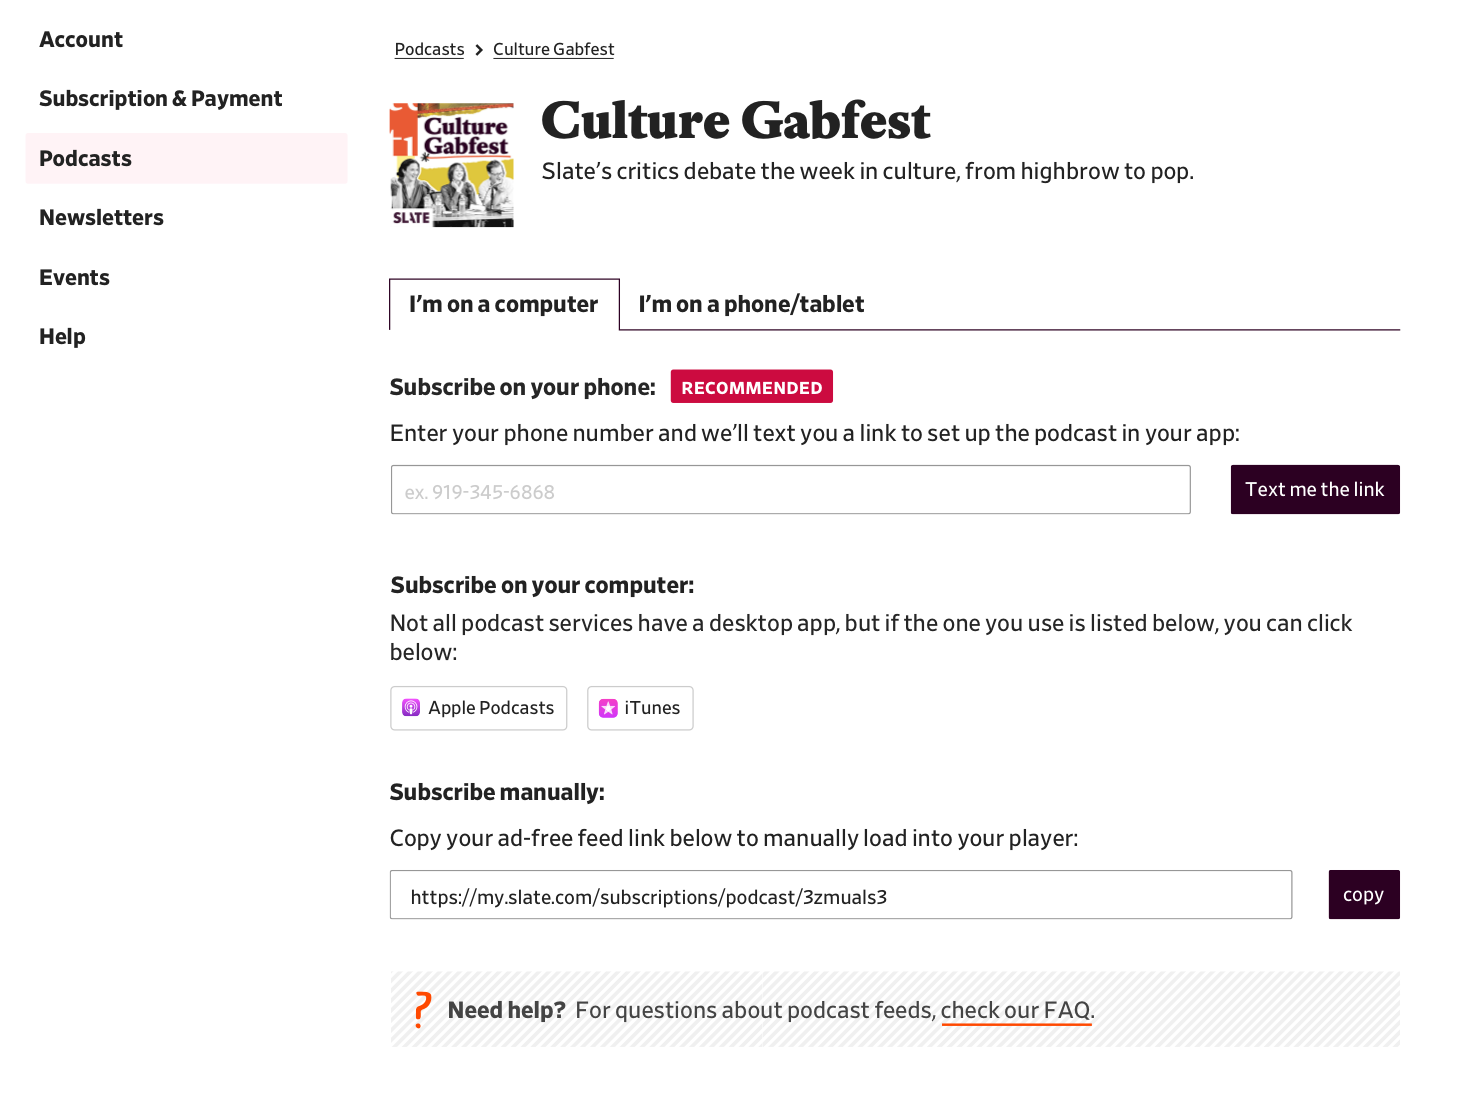 Account
Subscription & Payment
Podcasts
Newsletters
Events
Help
Podcasts > Culture Gabfest
Culture
Gabfest
SLATE
Culture Gabfest
Slate’s critics debate the week in culture, from highbrow to pop.
I’m on a computer
I’m on a phone/tablet
Subscribe on your phone:
RECOMMENDED
Enter your phone number and we’ll text you a link to set up the podcast in your app:
ex. 919-345-6868
Text me the link
Subscribe on your computer:
Not all podcast services have a desktop app, but if the one you use is listed below, you can click
below:
Apple Podcasts
iTunes
Subscribe manually:
Copy your ad-free feed link below to manually load into your player:
https://my.slate.com/subscriptions/podcast/3zmuals3
copy
? Need help? For questions about podcast feeds, check our FAQ.